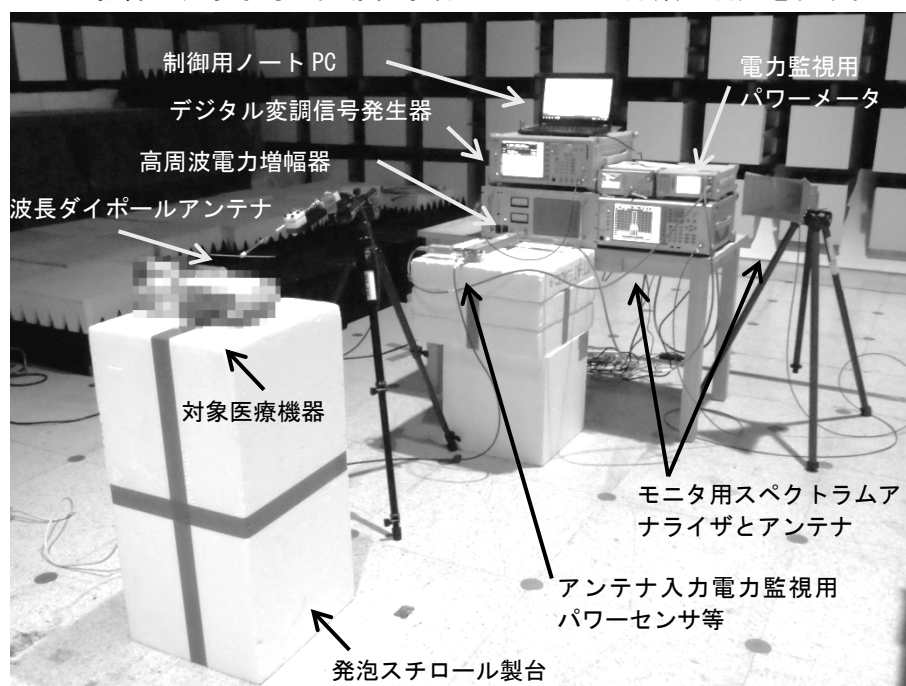 制御用ノートPC
電力監視用
パワーメータ
デジタル変調信号発生器
高周波電力増幅器
波長ダイポールアンテナ
対象医療機器
モニタ用スペクトラムア
ナライザとアンテナ
アンテナ入力電力監視用
パワーセンサ等
発泡スチロール製台